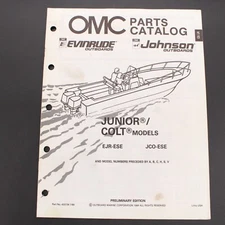 OMC PARTS
CATALOG
EVINRUDE
OUTBOARDS
Johnson
OUTBOARDS
JUNIOR®/
COLT® MODELS
EJR-ESE JCO-ESE
PRELIMINARY EDITION